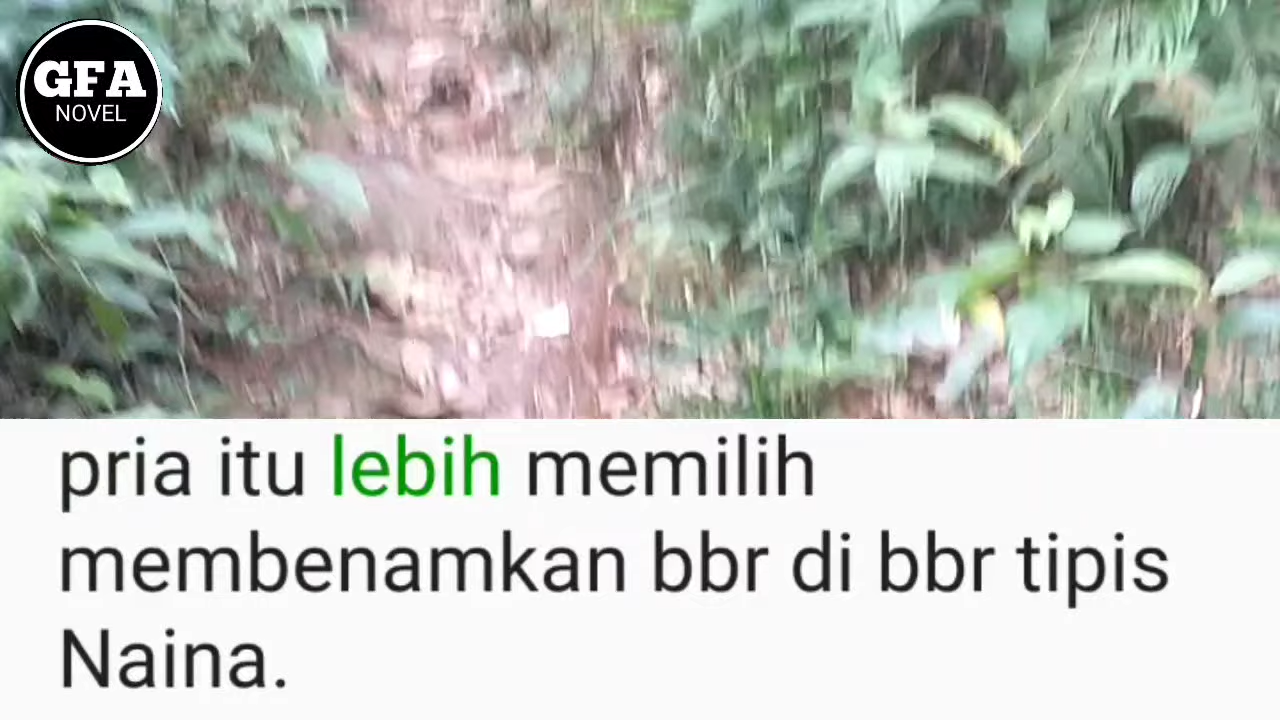 GFA
NOVEL
pria itu lebih memilih
membenamkan bbr di bbr tipis
Naina.